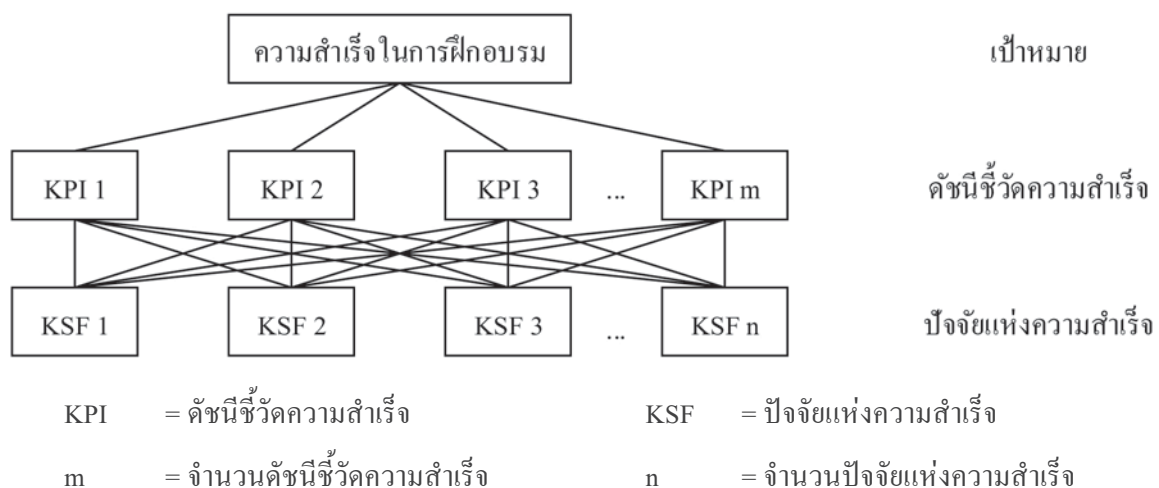 ความสำเร็จในการฝึกอบรม เป้าหมาย
KPI 1 KPI 2 KPI 3 ... KPI m ดัชนีชี้วัดความสำเร็จ
KSF 1 KSF 2 KSF 3 ... KSF n ปัจจัยแห่งความสำเร็จ
KPI = ดัชนีชี้วัดความสำเร็จ KSF = ปัจจัยแห่งความสำเร็จ
m = จำนวนดัชนีชี้วัดความสำเร็จ n = จำนวนปัจจัยแห่งความสำเร็จ